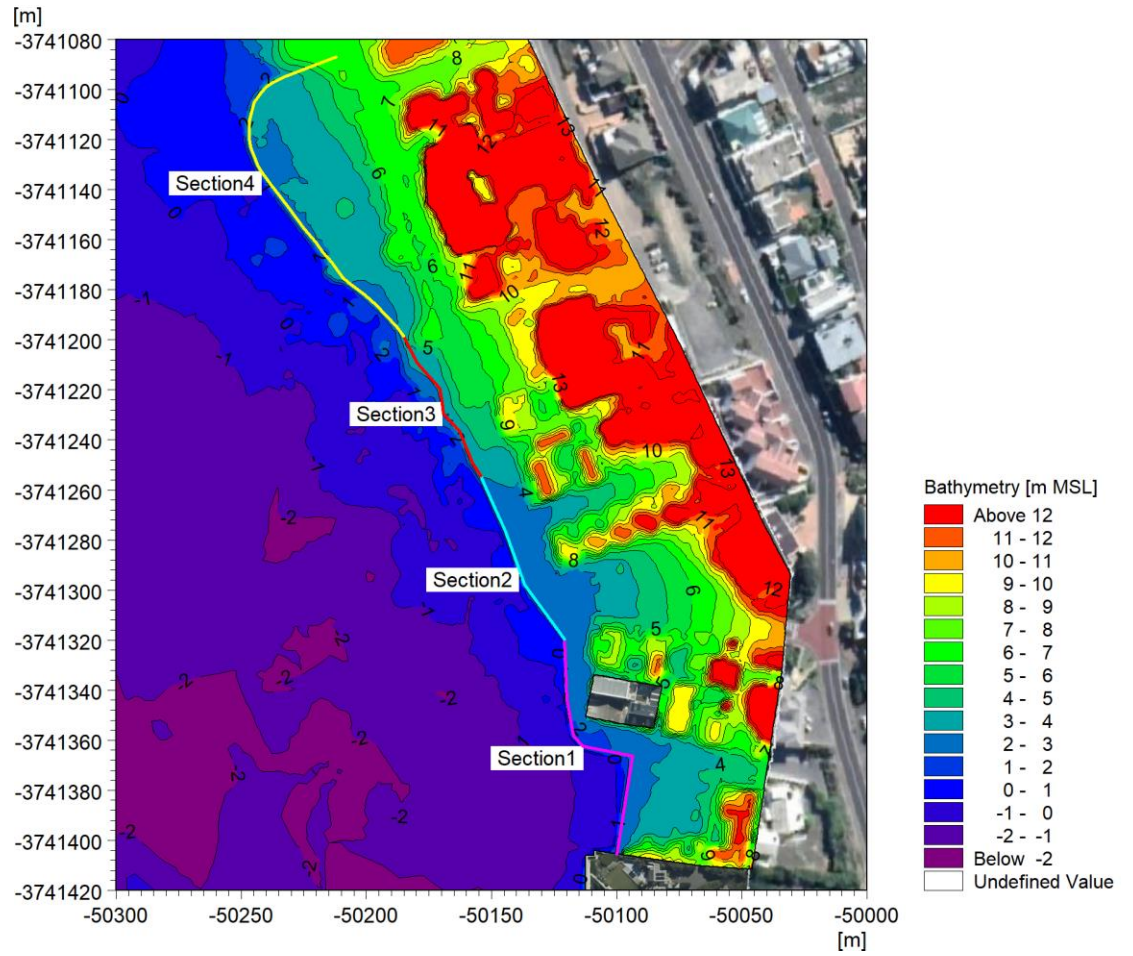 [m]
-3741080
-3741100
-3741120
-3741140
-3741160
-3741180
-3741200
-3741220
-3741240
-3741260
-3741280
-3741300
-3741320
-3741340
-3741360
-3741380
-3741400
-3741420
Section4
Section3
Section2
Section1
-50300
-50250
-50200
-50150
-50100
-50050
-50000
[m]
Bathymetry [m MSL]
Above 12
11 - 12
10 - 11
9 - 10
8 - 9
7 - 8
6 - 7
5 - 6
4 - 5
3 - 4
2 - 3
1 - 2
0 - 1
-1 - 0
-2 - -1
Below -2
Undefined Value